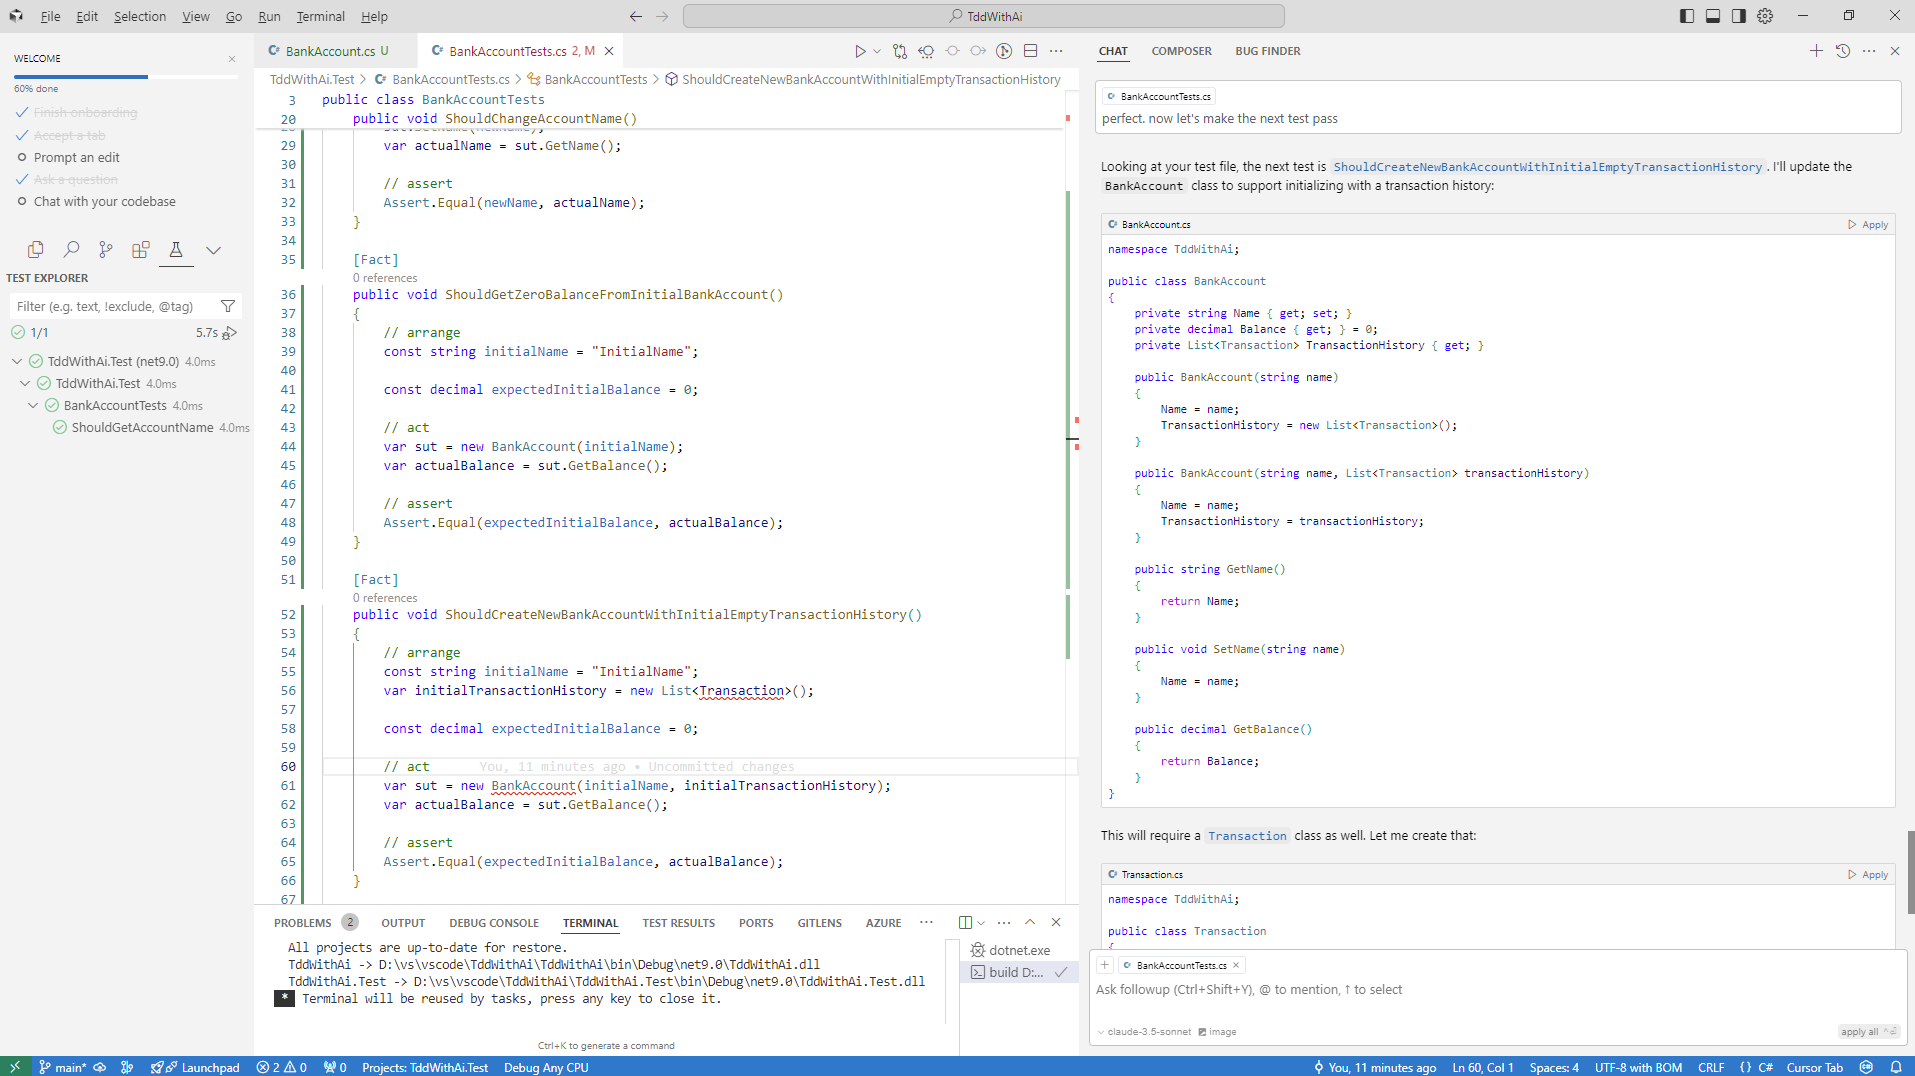 File Edit Selection View Go Run Terminal Help
TddWithAi
WELCOME
60% done
Finish onboarding
Accept a tab
Prompt an edit
Ask a question
Chat with your codebase
TEST EXPLORER
Filter (e.g. text, !exclude, @tag)
1/1 5.7s
TddWithAi.Test (net9.0) 4.0ms
TddWithAi.Test 4.0ms
BankAccountTests 4.0ms
ShouldGetAccountName 4.0ms
BankAccount.cs U
BankAccountTests.cs 2, M
TddWithAi.Test > BankAccountTests.cs > BankAccountTests > ShouldCreateNewBankAccountWithInitialEmptyTransactionHistory
3 public class BankAccountTests
20 public void ShouldChangeAccountName()
28 sut.SetName(newName);
29 var actualName = sut.GetName();
30
31 // assert
32 Assert.Equal(newName, actualName);
33 }
34
35 [Fact]
0 references
36 public void ShouldGetZeroBalanceFromInitialBankAccount()
37 {
38 // arrange
39 const string initialName = "InitialName";
40
41 const decimal expectedInitialBalance = 0;
42
43 // act
44 var sut = new BankAccount(initialName);
45 var actualBalance = sut.GetBalance();
46
47 // assert
48 Assert.Equal(expectedInitialBalance, actualBalance);
49 }
50
51 [Fact]
0 references
52 public void ShouldCreateNewBankAccountWithInitialEmptyTransactionHistory()
53 {
54 // arrange
55 const string initialName = "InitialName";
56 var initialTransactionHistory = new List<Transaction>();
57
58 const decimal expectedInitialBalance = 0;
59
60 // act You, 11 minutes ago • Uncommitted changes
61 var sut = new BankAccount(initialName, initialTransactionHistory);
62 var actualBalance = sut.GetBalance();
63
64 // assert
65 Assert.Equal(expectedInitialBalance, actualBalance);
66 }
67
PROBLEMS 2 OUTPUT DEBUG CONSOLE TERMINAL TEST RESULTS PORTS GITLENS AZURE
All projects are up-to-date for restore.
TddWithAi -> D:\vs\vscode\TddWithAi\TddWithAi\bin\Debug\net9.0\TddWithAi.dll
TddWithAi.Test -> D:\vs\vscode\TddWithAi\TddWithAi.Test\bin\Debug\net9.0\TddWithAi.Test.dll
* Terminal will be reused by tasks, press any key to close it.
Ctrl+K to generate a command
dotnet.exe
build D:...
CHAT COMPOSER BUG FINDER
BankAccountTests.cs
perfect. now let's make the next test pass
Looking at your test file, the next test is ShouldCreateNewBankAccountWithInitialEmptyTransactionHistory. I'll update the
BankAccount class to support initializing with a transaction history:
BankAccount.cs Apply
namespace TddWithAi;
public class BankAccount
{
private string Name { get; set; }
private decimal Balance { get; } = 0;
private List<Transaction> TransactionHistory { get; }
public BankAccount(string name)
{
Name = name;
TransactionHistory = new List<Transaction>();
}
public BankAccount(string name, List<Transaction> transactionHistory)
{
Name = name;
TransactionHistory = transactionHistory;
}
public string GetName()
{
return Name;
}
public void SetName(string name)
{
Name = name;
}
public decimal GetBalance()
{
return Balance;
}
}
This will require a Transaction class as well. Let me create that:
Transaction.cs Apply
namespace TddWithAi;
public class Transaction
{
+ BankAccountTests.cs ×
Ask followup (Ctrl+Shift+Y), @ to mention, ↑ to select
claude-3.5-sonnet image apply all
main* Launchpad 2 0 0 Projects: TddWithAi.Test Debug Any CPU You, 11 minutes ago Ln 60, Col 1 Spaces: 4 UTF-8 with BOM CRLF {} C# Cursor Tab